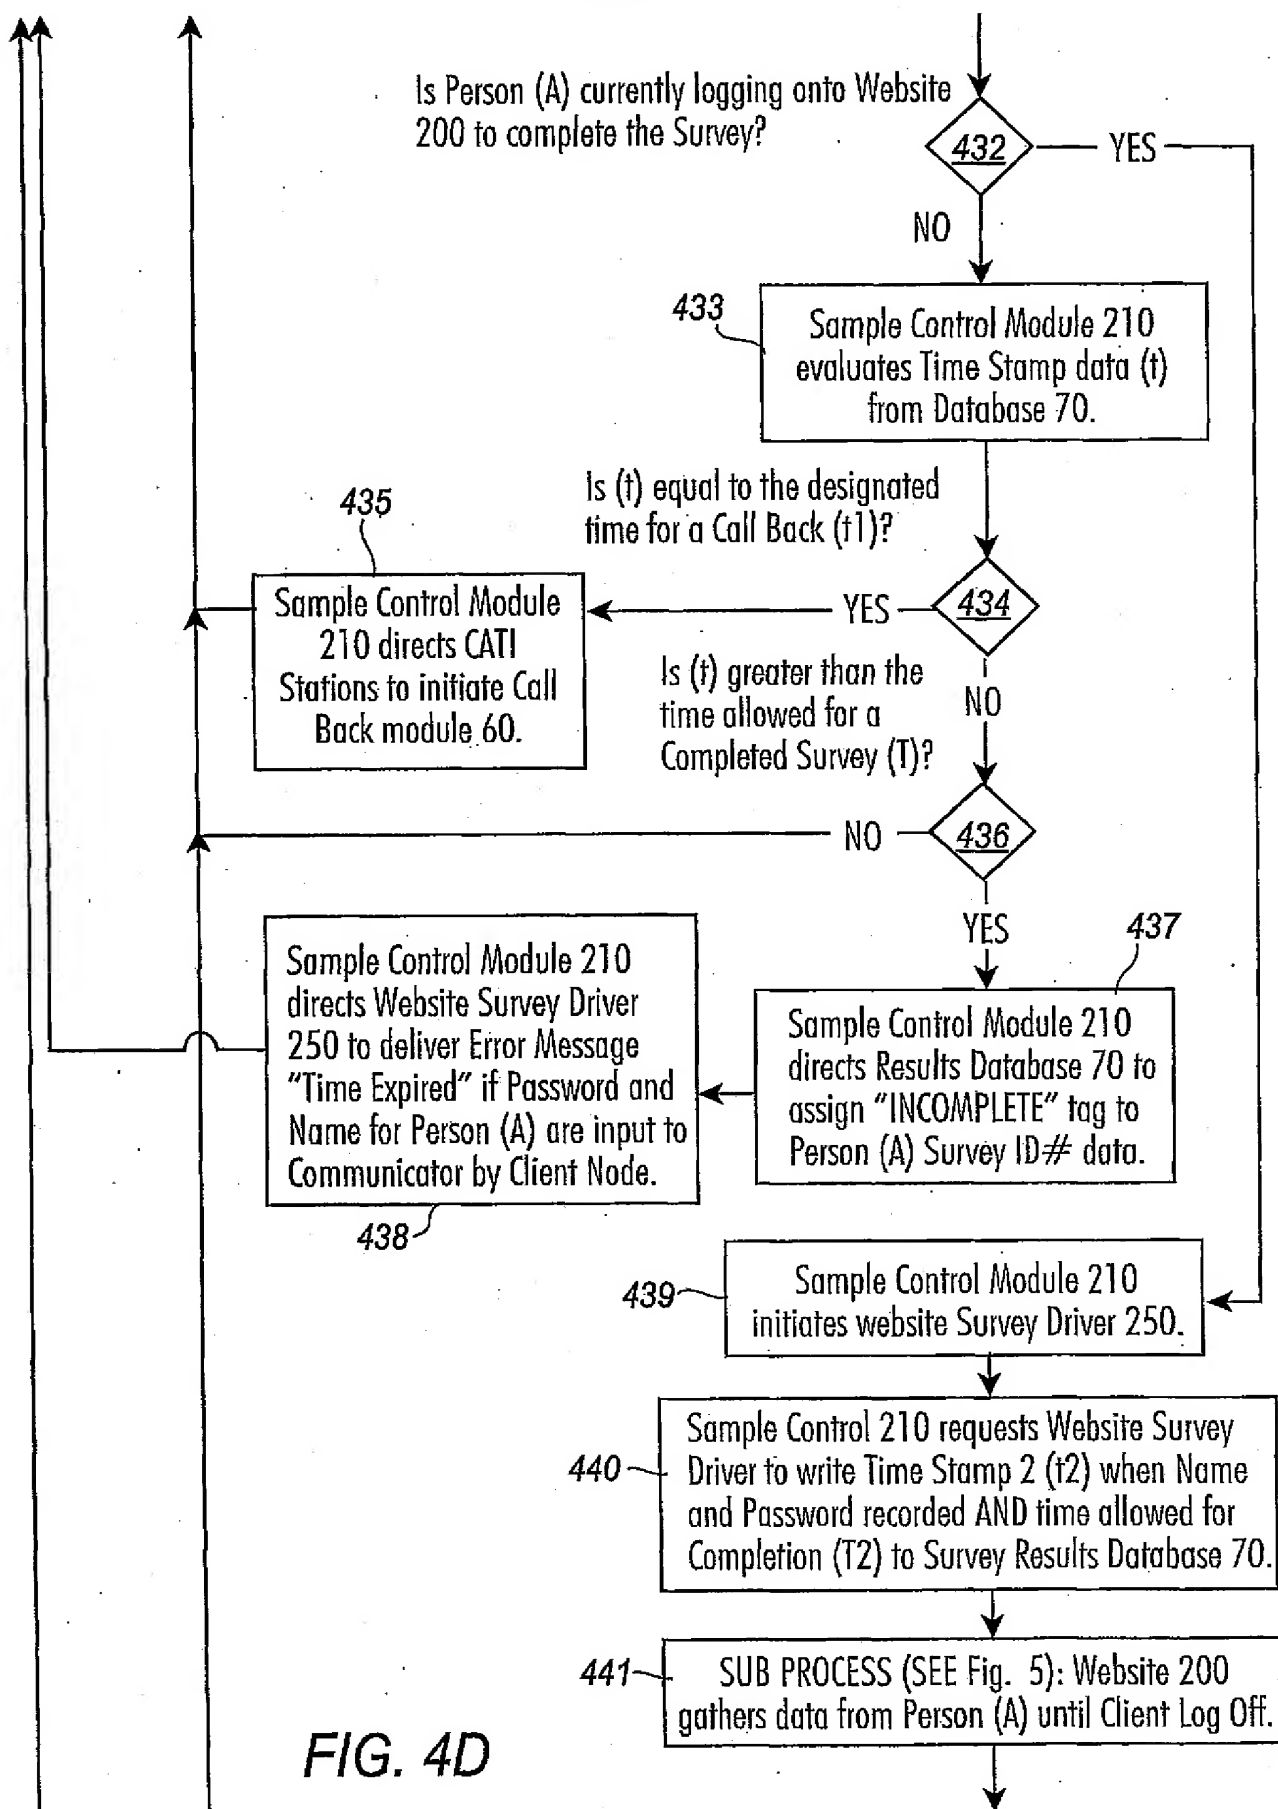 Is Person (A) currently logging onto Website
200 to complete the Survey?
432
YES
NO
433
Sample Control Module 210
evaluates Time Stamp data (t)
from Database 70.
Is (t) equal to the designated
time for a Call Back (t1)?
435
434
YES
Sample Control Module
210 directs CATI
Stations to initiate Call
Back module 60.
Is (t) greater than the
time allowed for a
Completed Survey (T)?
NO
436
NO
YES
437
Sample Control Module 210
directs Results Database 70 to
assign "INCOMPLETE" tag to
Person (A) Survey ID# data.
Sample Control Module 210
directs Website Survey Driver
250 to deliver Error Message
"Time Expired" if Password and
Name for Person (A) are input to
Communicator by Client Node.
438
439
Sample Control Module 210
initiates website Survey Driver 250.
440
Sample Control 210 requests Website Survey
Driver to write Time Stamp 2 (t2) when Name
and Password recorded AND time allowed for
Completion (T2) to Survey Results Database 70.
441
SUB PROCESS (SEE Fig. 5): Website 200
gathers data from Person (A) until Client Log Off.
FIG. 4D